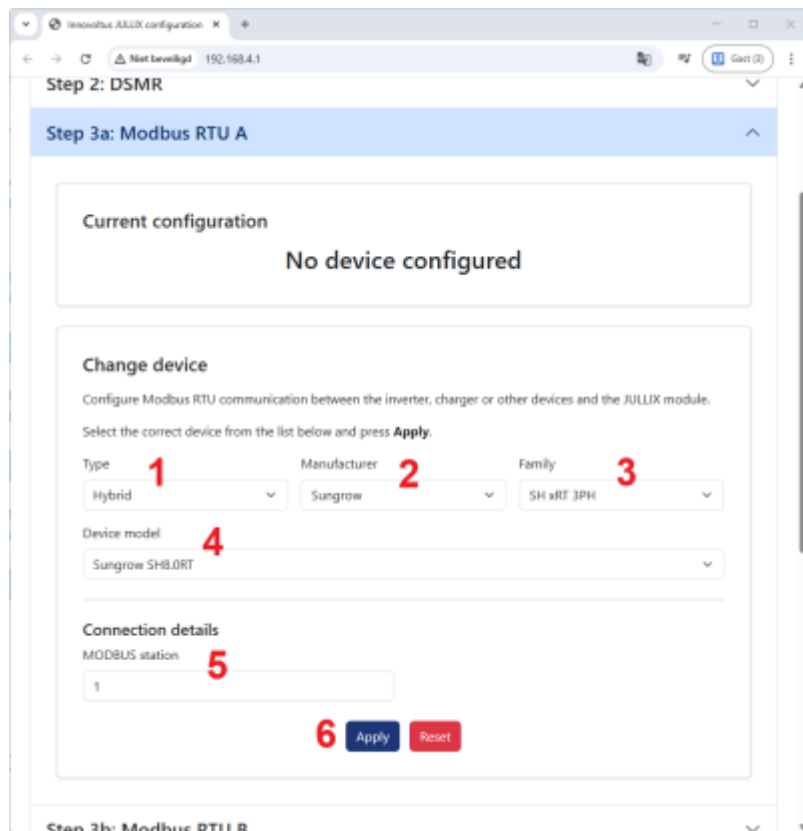 Innovoltus JULLIX configuration
Niet beveiligd 192.168.4.1
Gast (3)
Step 2: DSMR
Step 3a: Modbus RTU A
Current configuration
No device configured
Change device
Configure Modbus RTU communication between the inverter, charger or other devices and the JULLIX module.
Select the correct device from the list below and press Apply.
Type 1 Manufacturer 2 Family 3
Hybrid Sungrow SH xRT 3PH
Device model 4
Sungrow SH8.0RT
Connection details
MODBUS station 5
1
6 Apply Reset
Step 3b: Modbus RTU B